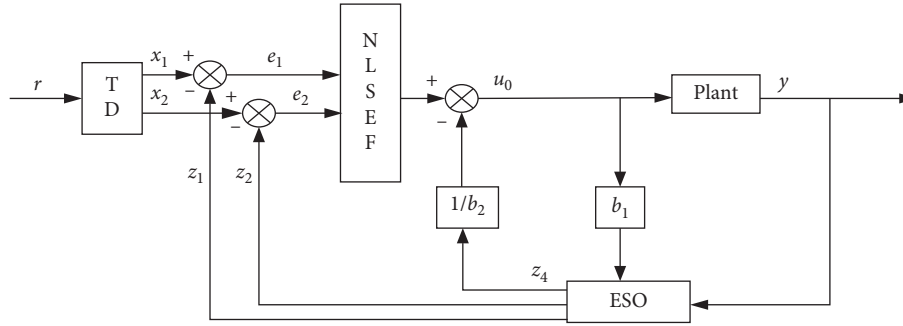 r
T
D
x1
x2
+
−
+
−
e1
e2
N
L
S
E
F
+
−
u0
Plant
y
z1
z2
1/b2
b1
z4
ESO